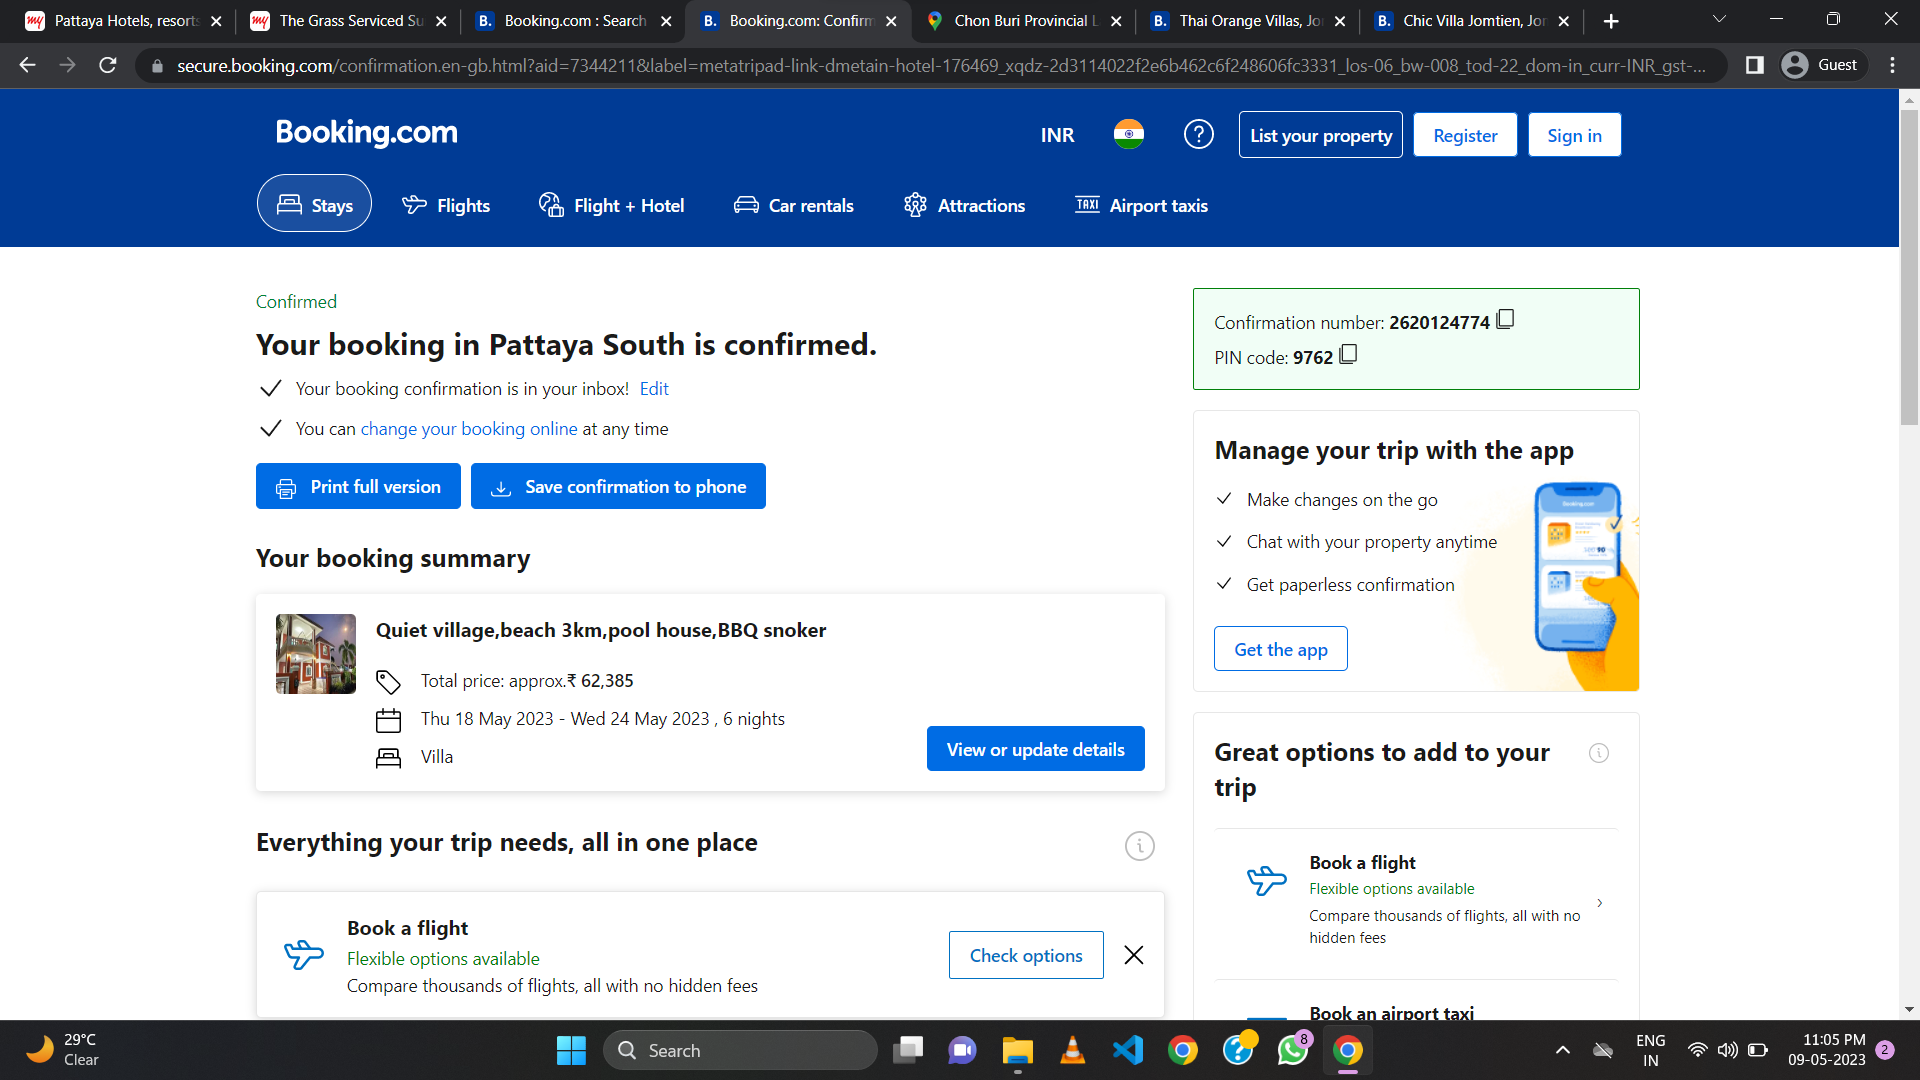 Pattaya Hotels, resorts
The Grass Serviced Su
Booking.com : Search
Booking.com: Confirm
Chon Buri Provincial L
Thai Orange Villas, Jo
Chic Villa Jomtien, Jon
secure.booking.com/confirmation.en-gb.html?aid=7344211&label=metatripad-link-dmetain-hotel-176469_xqdz-2d3114022f2e6b462c6f248606fc3331_los-06_bw-008_tod-22_dom-in_curr-INR_gst-...
Guest
Booking.com
INR
List your property
Register
Sign in
Stays
Flights
Flight + Hotel
Car rentals
Attractions
TAXI
Airport taxis
Confirmed
Your booking in Pattaya South is confirmed.
Your booking confirmation is in your inbox! Edit
You can change your booking online at any time
Print full version
Save confirmation to phone
Your booking summary
Quiet village,beach 3km,pool house,BBQ snoker
Total price: approx.₹ 62,385
Thu 18 May 2023 - Wed 24 May 2023 , 6 nights
Villa
View or update details
Everything your trip needs, all in one place
Book a flight
Flexible options available
Compare thousands of flights, all with no hidden fees
Check options
Confirmation number: 2620124774
PIN code: 9762
Manage your trip with the app
Make changes on the go
Chat with your property anytime
Get paperless confirmation
Booking.com
Get the app
Great options to add to your
trip
Book a flight
Flexible options available
Compare thousands of flights, all with no
hidden fees
Book an airport taxi
29°C
Clear
Search
8
ENG
IN
11:05 PM
09-05-2023
2